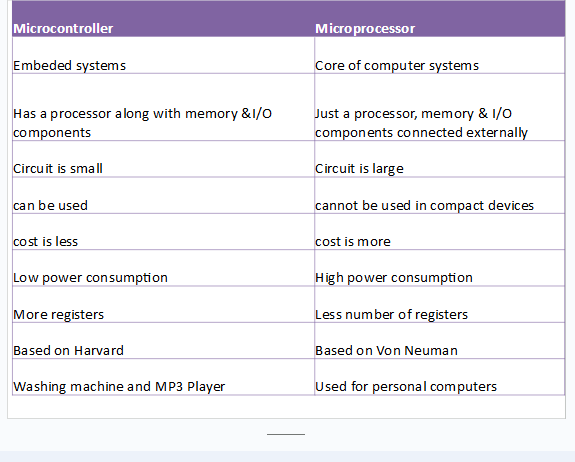 Microcontroller Microprocessor
Embeded systems Core of computer systems
Has a processor along with memory &I/O Just a processor, memory & I/O
components components connected externally
Circuit is small Circuit is large
can be used cannot be used in compact devices
cost is less cost is more
Low power consumption High power consumption
More registers Less number of registers
Based on Harvard Based on Von Neuman
Washing machine and MP3 Player Used for personal computers